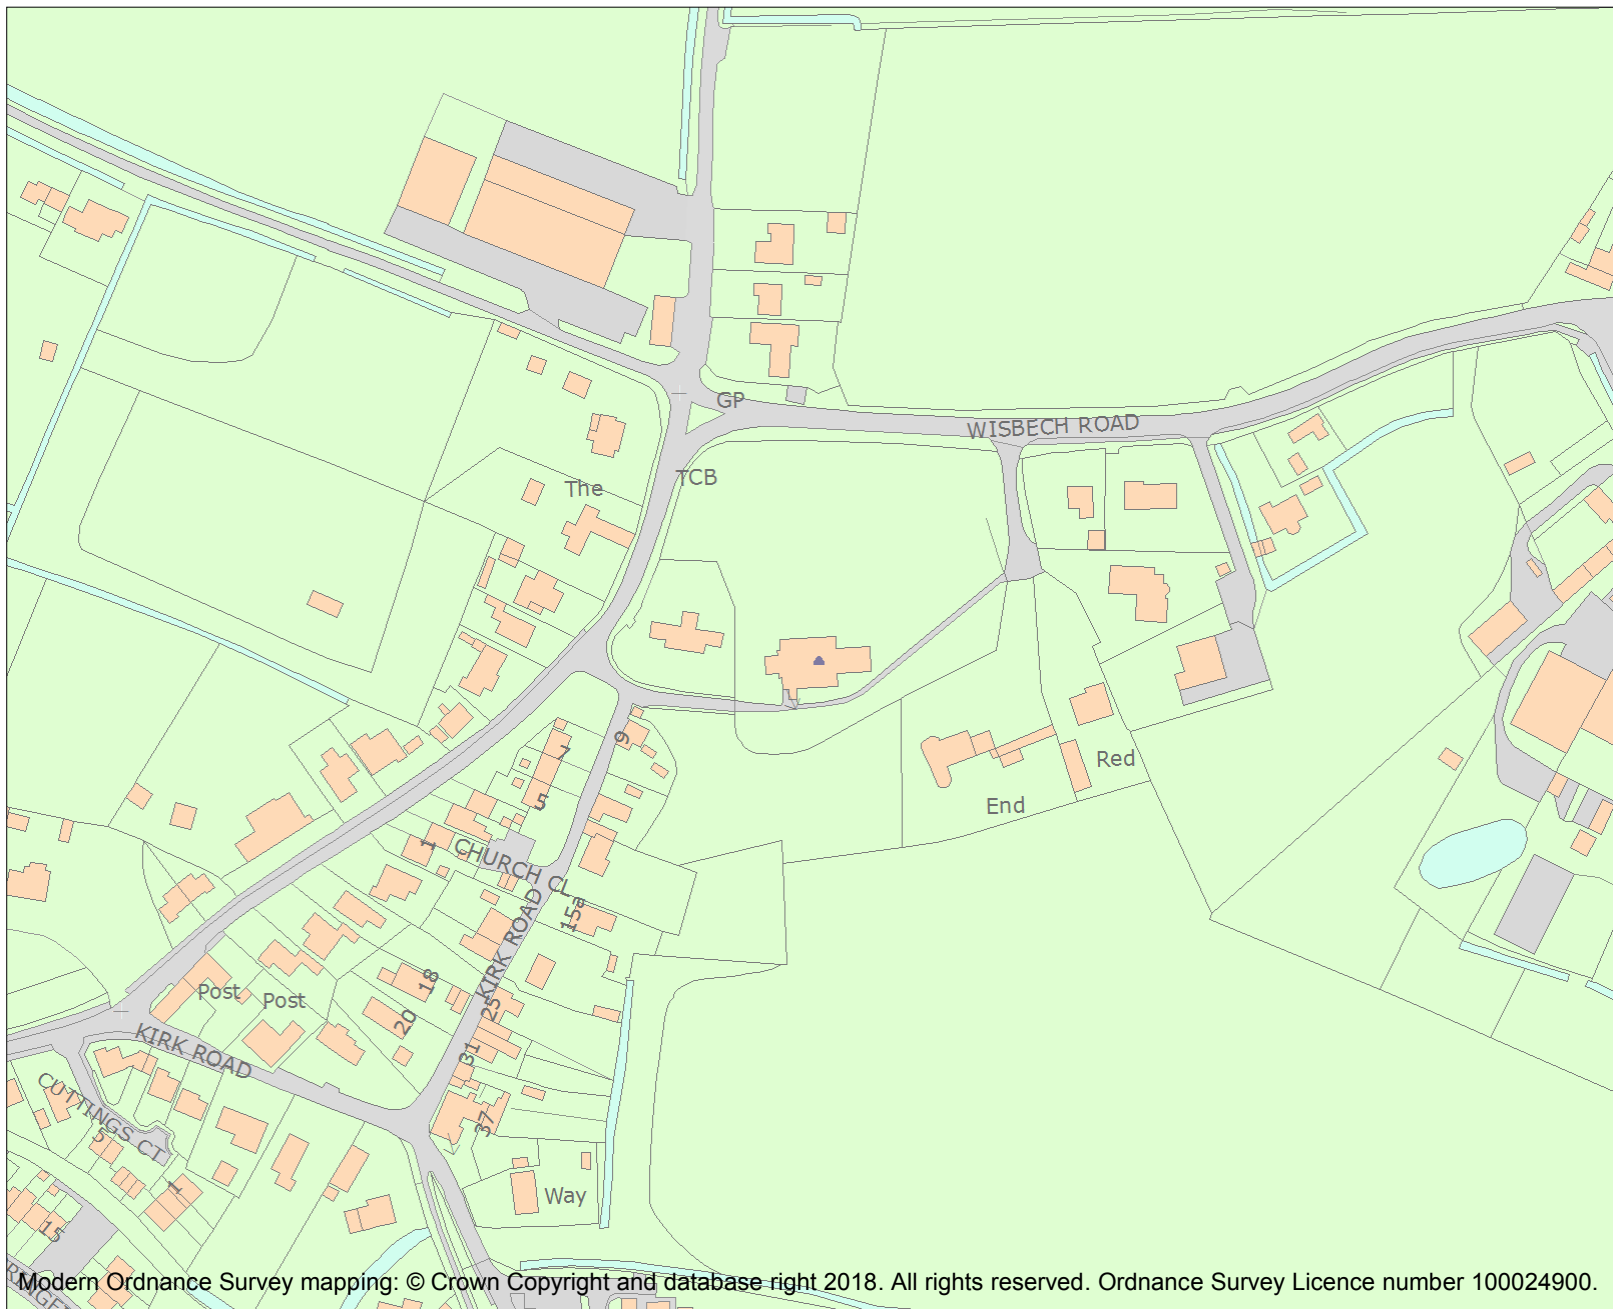 GP
WISBECH ROAD
TCB
The
9
7
Red
5
End
1
CHURCH CL
15a
KIRK ROAD
18
Post
Post
25
20
KIRK ROAD
31
CUTTINGS CT
37
5
1
Way
15
Modern Ordnance Survey mapping: © Crown Copyright and database right 2018. All rights reserved. Ordnance Survey Licence number 100024900.